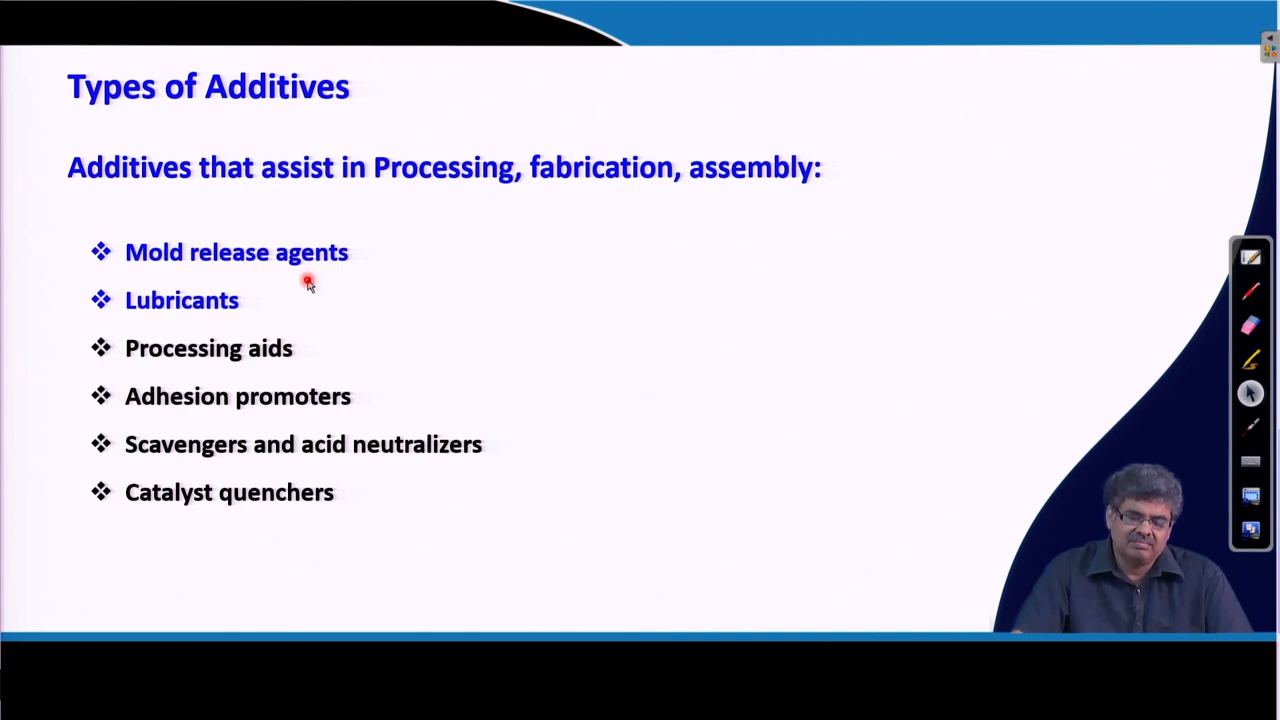 Types of Additives
Additives that assist in Processing, fabrication, assembly:
Mold release agents
Lubricants
Processing aids
Adhesion promoters
Scavengers and acid neutralizers
Catalyst quenchers